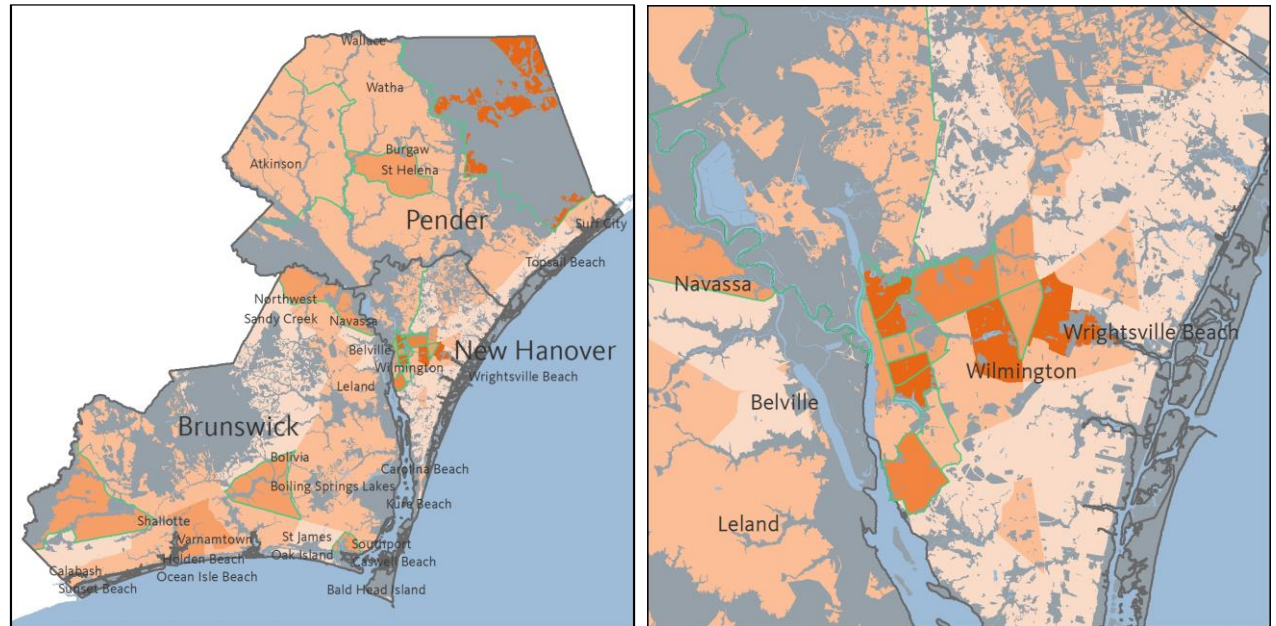 Wallace
Watha
Burgaw
St Helena
Atkinson
Pender
Surf City
Topsail Beach
Northwest
Sandy Creek
Navassa
Belville
New Hanover
Wilmington
Wrightsville Beach
Leland
Brunswick
Bolivia
Carolina Beach
Boiling Springs Lakes
Kure Beach
Shallotte
Varnamtown
St James
Southport
Oak Island
Holden Beach
Caswell Beach
Calabash
Ocean Isle Beach
Sunset Beach
Bald Head Island
Navassa
Wrightsville Beach
Wilmington
Belville
Leland